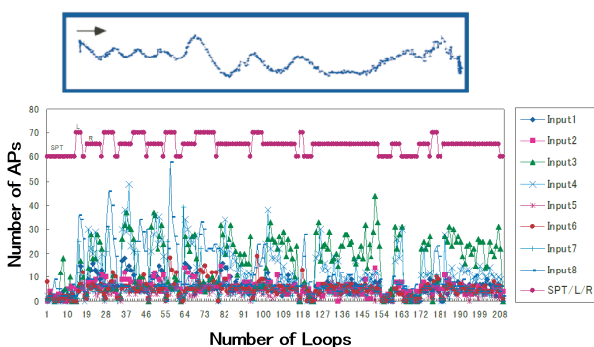 80
70
60
50
40
30
20
10
0
Number of APs
SPT
L
R
1 10 19 28 37 46 55 64 73 82 91 100 109 118 127 136 145 154 163 172 181 190 199 208
Number of Loops
Input1
Input2
Input3
Input4
Input5
Input6
Input7
Input8
SPT/L/R